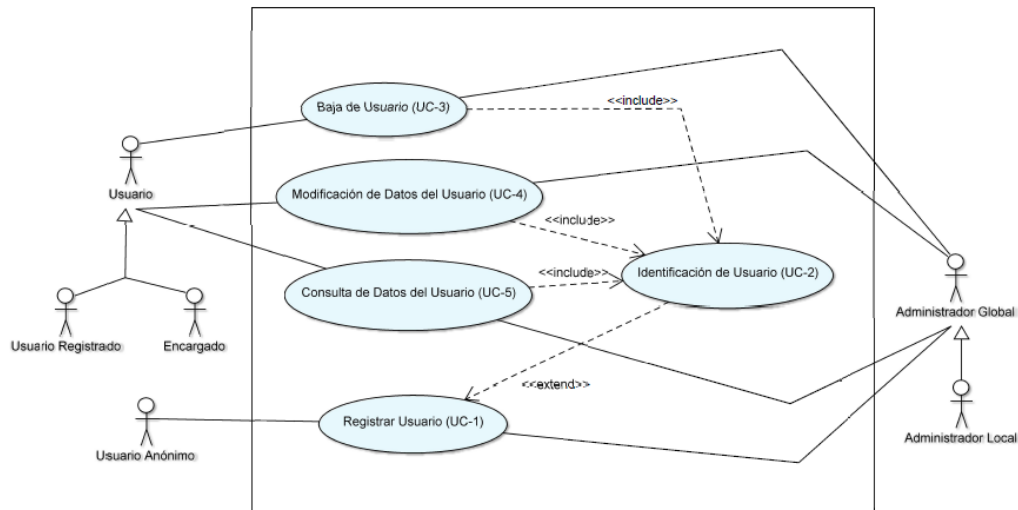 Baja de Usuario (UC-3)
<<include>>
Usuario
Modificación de Datos del Usuario (UC-4)
<<include>>
Identificación de Usuario (UC-2)
<<include>>
Consulta de Datos del Usuario (UC-5)
Administrador Global
Usuario Registrado
Encargado
<<extend>>
Registrar Usuario (UC-1)
Administrador Local
Usuario Anónimo